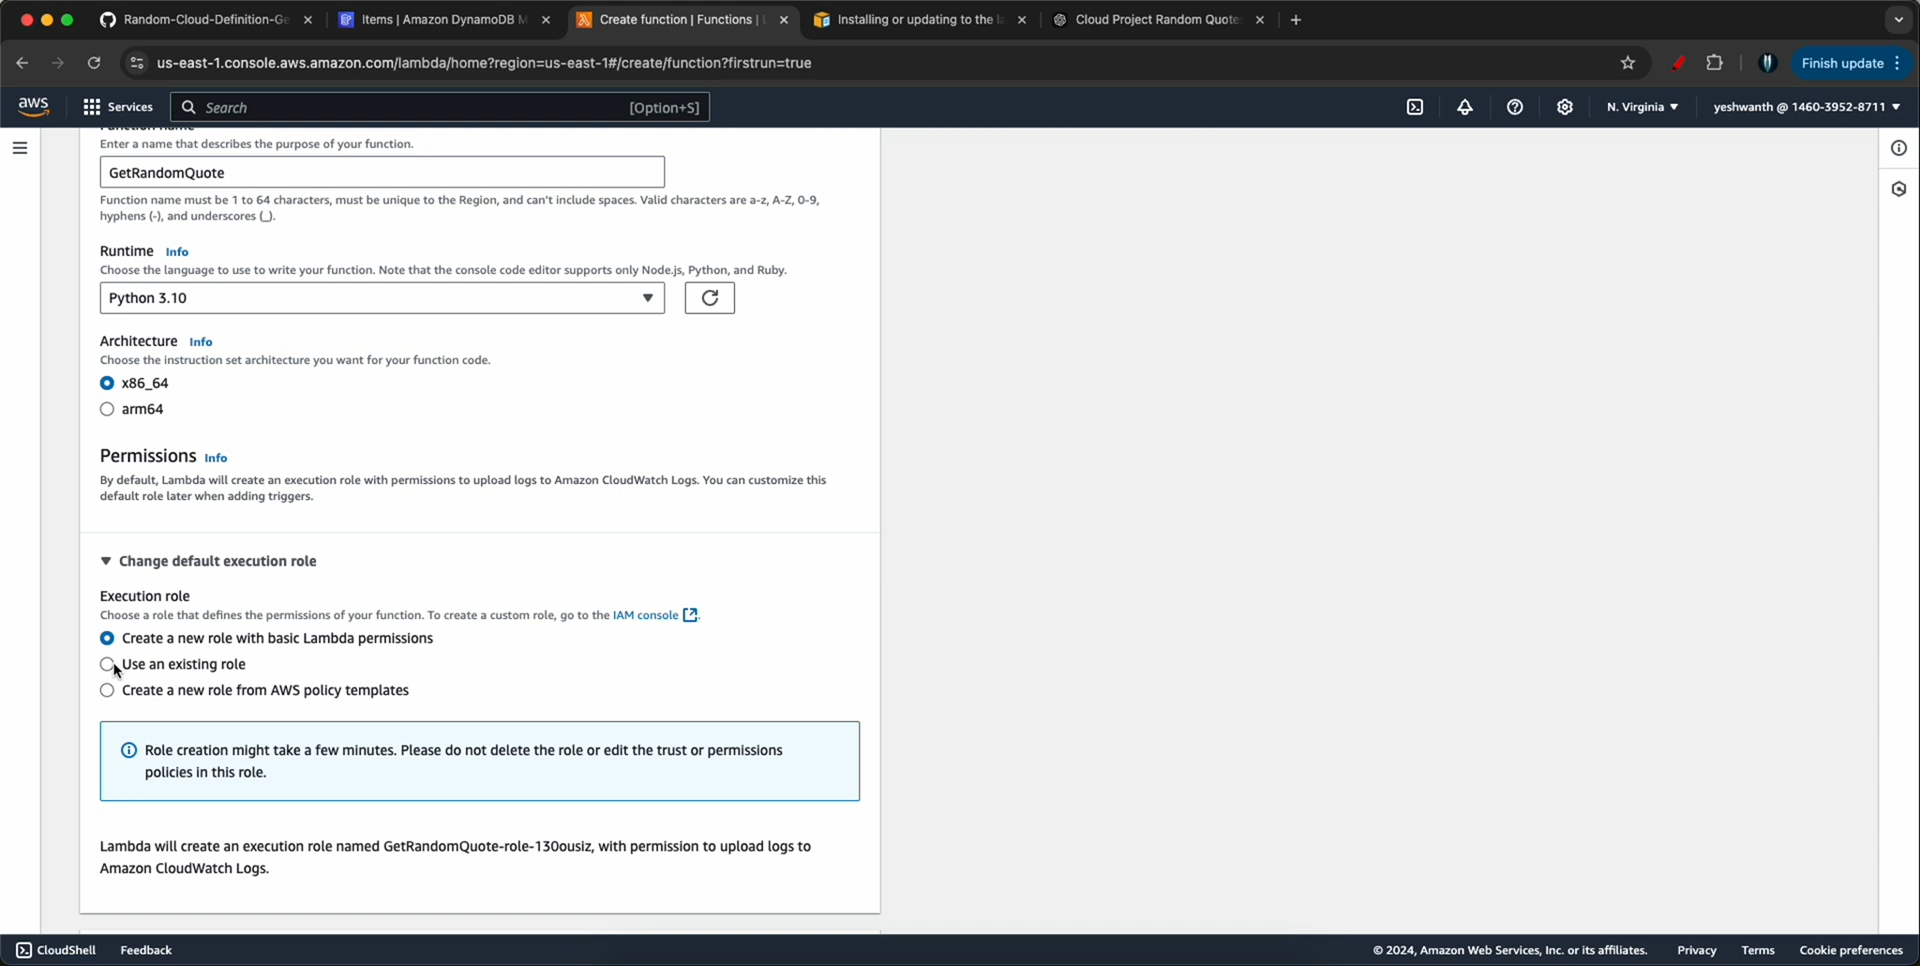 Random-Cloud-Definition-Ge
Items | Amazon DynamoDB M
Create function | Functions | L
Installing or updating to the la
Cloud Project Random Quote
us-east-1.console.aws.amazon.com/lambda/home?region=us-east-1#/create/function?firstrun=true
Finish update
aws
Services
Search
[Option+S]
N. Virginia
yeshwanth @ 1460-3952-8711
Function name
Enter a name that describes the purpose of your function.
GetRandomQuote
Function name must be 1 to 64 characters, must be unique to the Region, and can't include spaces. Valid characters are a-z, A-Z, 0-9,
hyphens (-), and underscores (_).
Runtime Info
Choose the language to use to write your function. Note that the console code editor supports only Node.js, Python, and Ruby.
Python 3.10
Architecture Info
Choose the instruction set architecture you want for your function code.
x86_64
arm64
Permissions Info
By default, Lambda will create an execution role with permissions to upload logs to Amazon CloudWatch Logs. You can customize this
default role later when adding triggers.
Change default execution role
Execution role
Choose a role that defines the permissions of your function. To create a custom role, go to the IAM console.
Create a new role with basic Lambda permissions
Use an existing role
Create a new role from AWS policy templates
Role creation might take a few minutes. Please do not delete the role or edit the trust or permissions
policies in this role.
Lambda will create an execution role named GetRandomQuote-role-130ousiz, with permission to upload logs to
Amazon CloudWatch Logs.
CloudShell
Feedback
© 2024, Amazon Web Services, Inc. or its affiliates.
Privacy
Terms
Cookie preferences